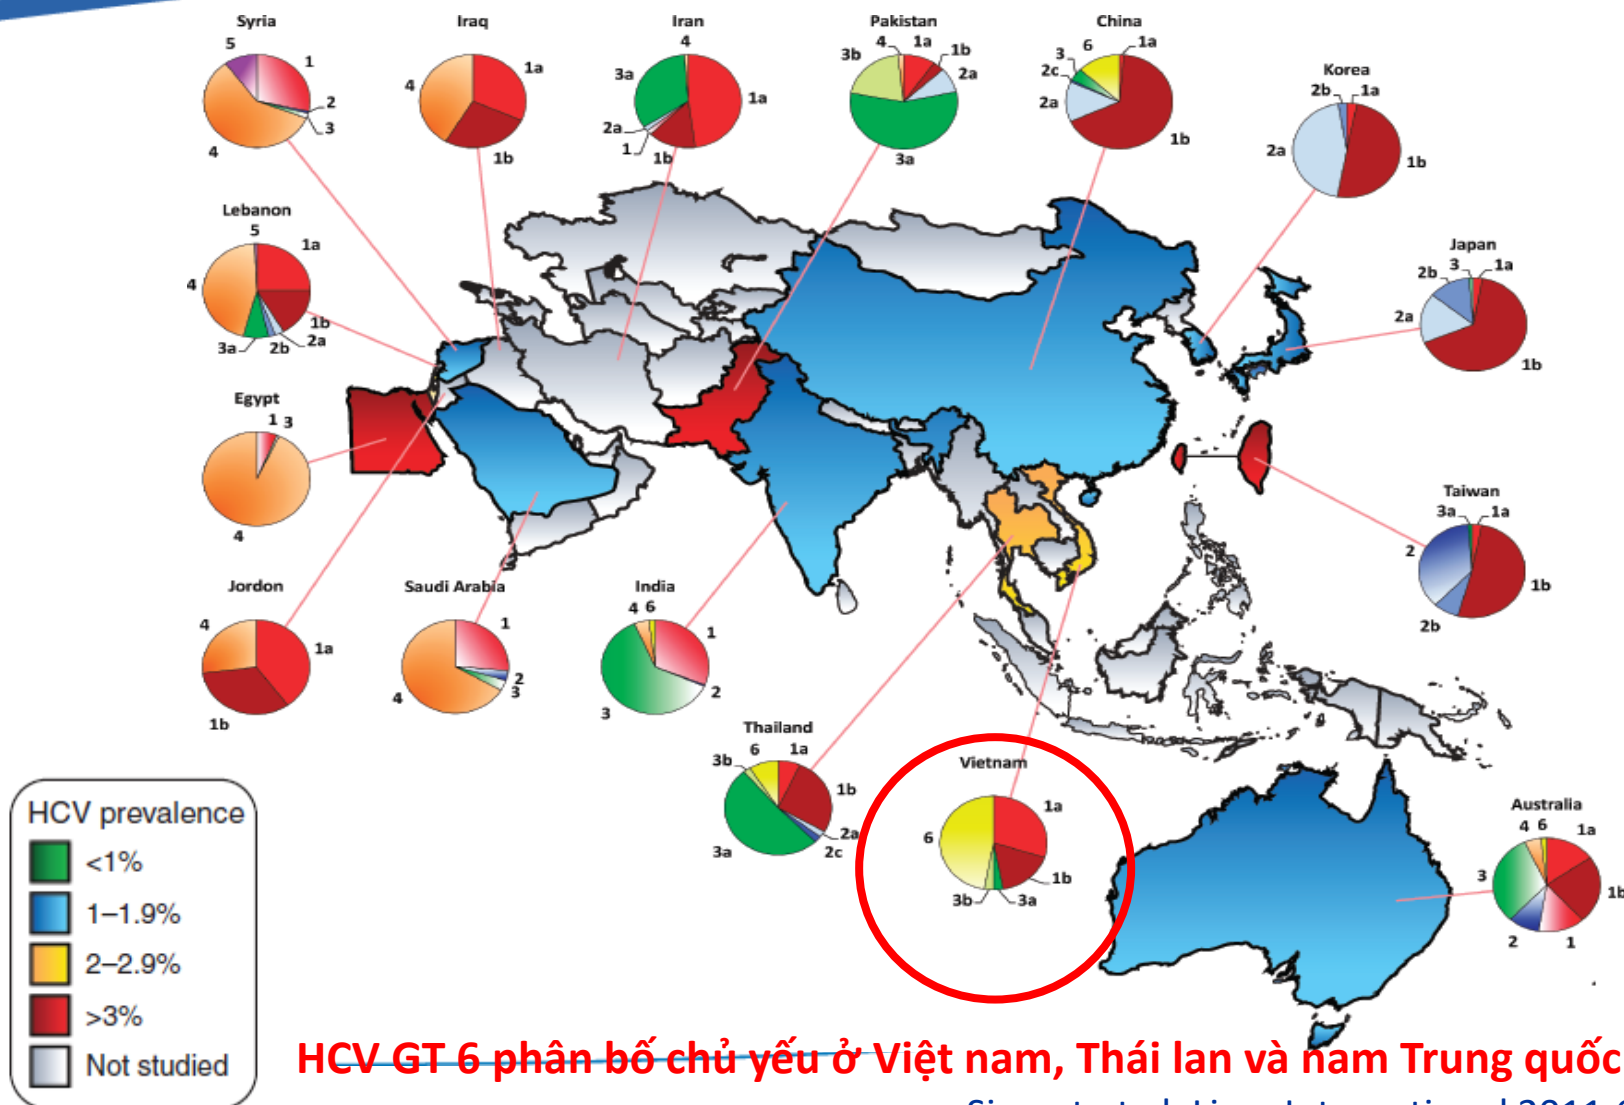 Syria
5
1
2
3
4
Iraq
4
1a
1b
Iran
4
3a
1a
2a
1
1b
Pakistan
4
1a
3b
1b
2a
3a
China
6
1a
3
2c
2a
1b
Korea
2b
1a
2a
1b
Lebanon
5
1a
4
1b
2a
3a
2b
Japan
3
1a
2b
2a
1b
Egypt
1
3
4
Taiwan
3a
1a
2
1b
2b
Jordon
4
1a
1b
Saudi Arabia
1
2
3
4
India
4
6
1
2
3
Thailand
6
1a
3b
1b
2a
2c
3a
Vietnam
1a
6
1b
3b
3a
Australia
4
6
1a
3
1b
2
1
HCV prevalence
<1%
1–1.9%
2–2.9%
>3%
Not studied
HCV GT 6 phân bố chủ yếu ở Việt nam, Thái lan và nam Trung quốc